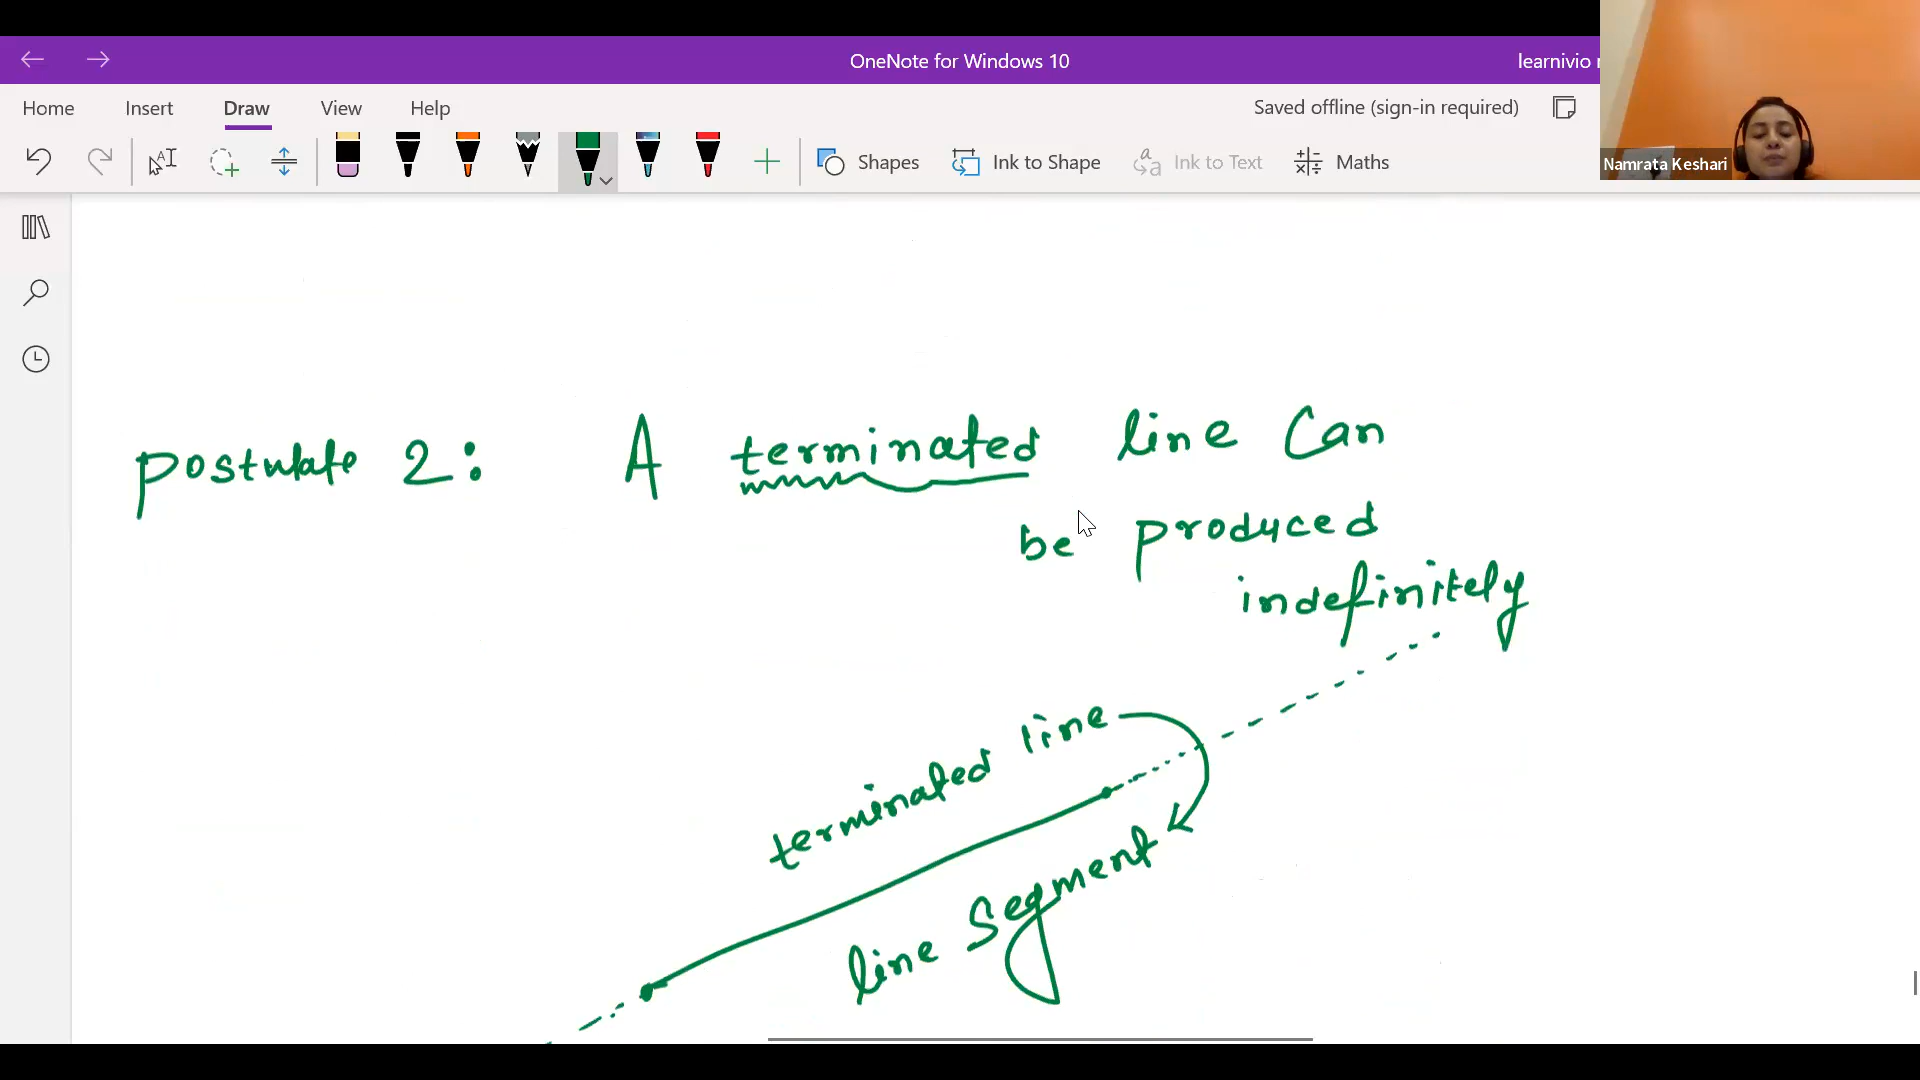 OneNote for Windows 10
learnivio
Home Insert Draw View Help
Saved offline (sign-in required)
Shapes Ink to Shape Ink to Text Maths
Namrata Keshari
postulate 2: A terminated line can
be produced
indefinitely
terminated line
line segment